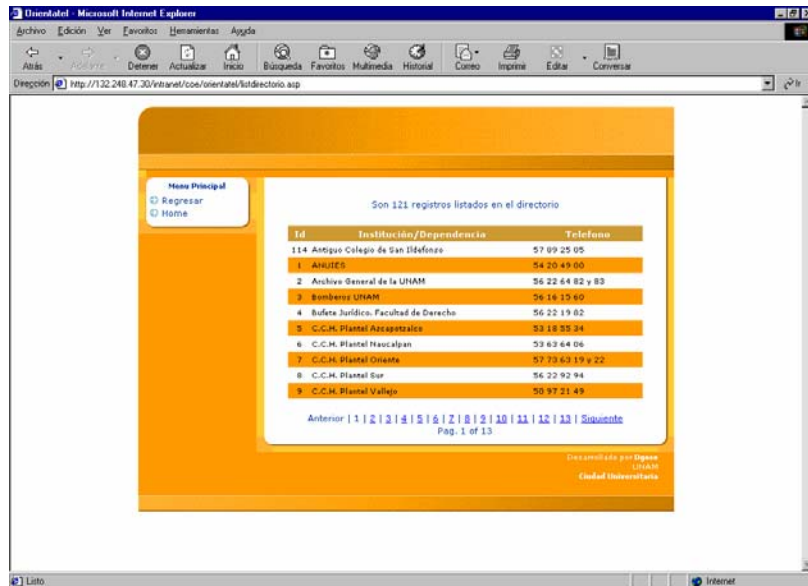 Orientatel - Microsoft Internet Explorer
Archivo Edición Ver Favoritos Herramientas Ayuda
Atrás Adelante Detener Actualizar Inicio Búsqueda Favoritos Multimedia Historial Correo Imprimir Editar Conversar
Dirección http://132.248.47.30/intranet/coe/orientatel/listdirectorio.asp Ir
Menu Principal
Regresar
Home
Son 121 registros listados en el directorio
Id Institución/Dependencia Telefono
114 Antiguo Colegio de San Ildefonso 57 89 25 05
1 ANUIES 54 20 49 00
2 Archivo General de la UNAM 56 22 64 82 y 83
3 Bomberos UNAM 56 16 15 60
4 Bufete Jurídico. Facultad de Derecho 56 22 19 82
5 C.C.H. Plantel Azcapotzalco 53 18 55 34
6 C.C.H. Plantel Naucalpan 53 63 64 06
7 C.C.H. Plantel Oriente 57 73 63 19 y 22
8 C.C.H. Plantel Sur 56 22 92 94
9 C.C.H. Plantel Vallejo 50 97 21 49
Anterior | 1 | 2 | 3 | 4 | 5 | 6 | 7 | 8 | 9 | 10 | 11 | 12 | 13 | Siguiente
Pag. 1 of 13
Desarrollado por Dgose
UNAM
Ciudad Universitaria
Listo Internet